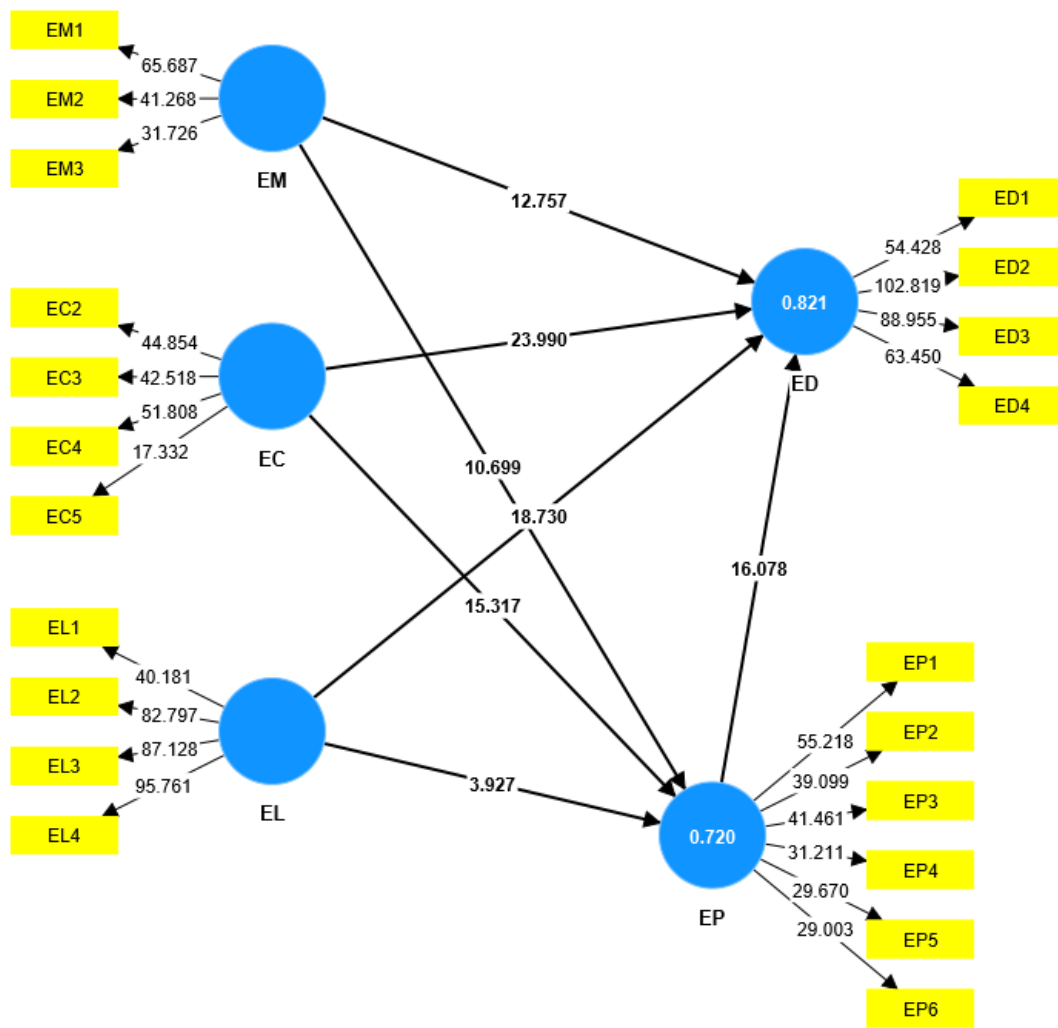 EM1
EM2
EM3
65.687
41.268
31.726
EM
12.757
10.699
EC2
EC3
EC4
EC5
44.854
42.518
51.808
17.332
EC
23.990
15.317
EL1
EL2
EL3
EL4
40.181
82.797
87.128
95.761
EL
18.730
3.927
0.821
ED
54.428
102.819
88.955
63.450
ED1
ED2
ED3
ED4
16.078
0.720
EP
55.218
39.099
41.461
31.211
29.670
29.003
EP1
EP2
EP3
EP4
EP5
EP6